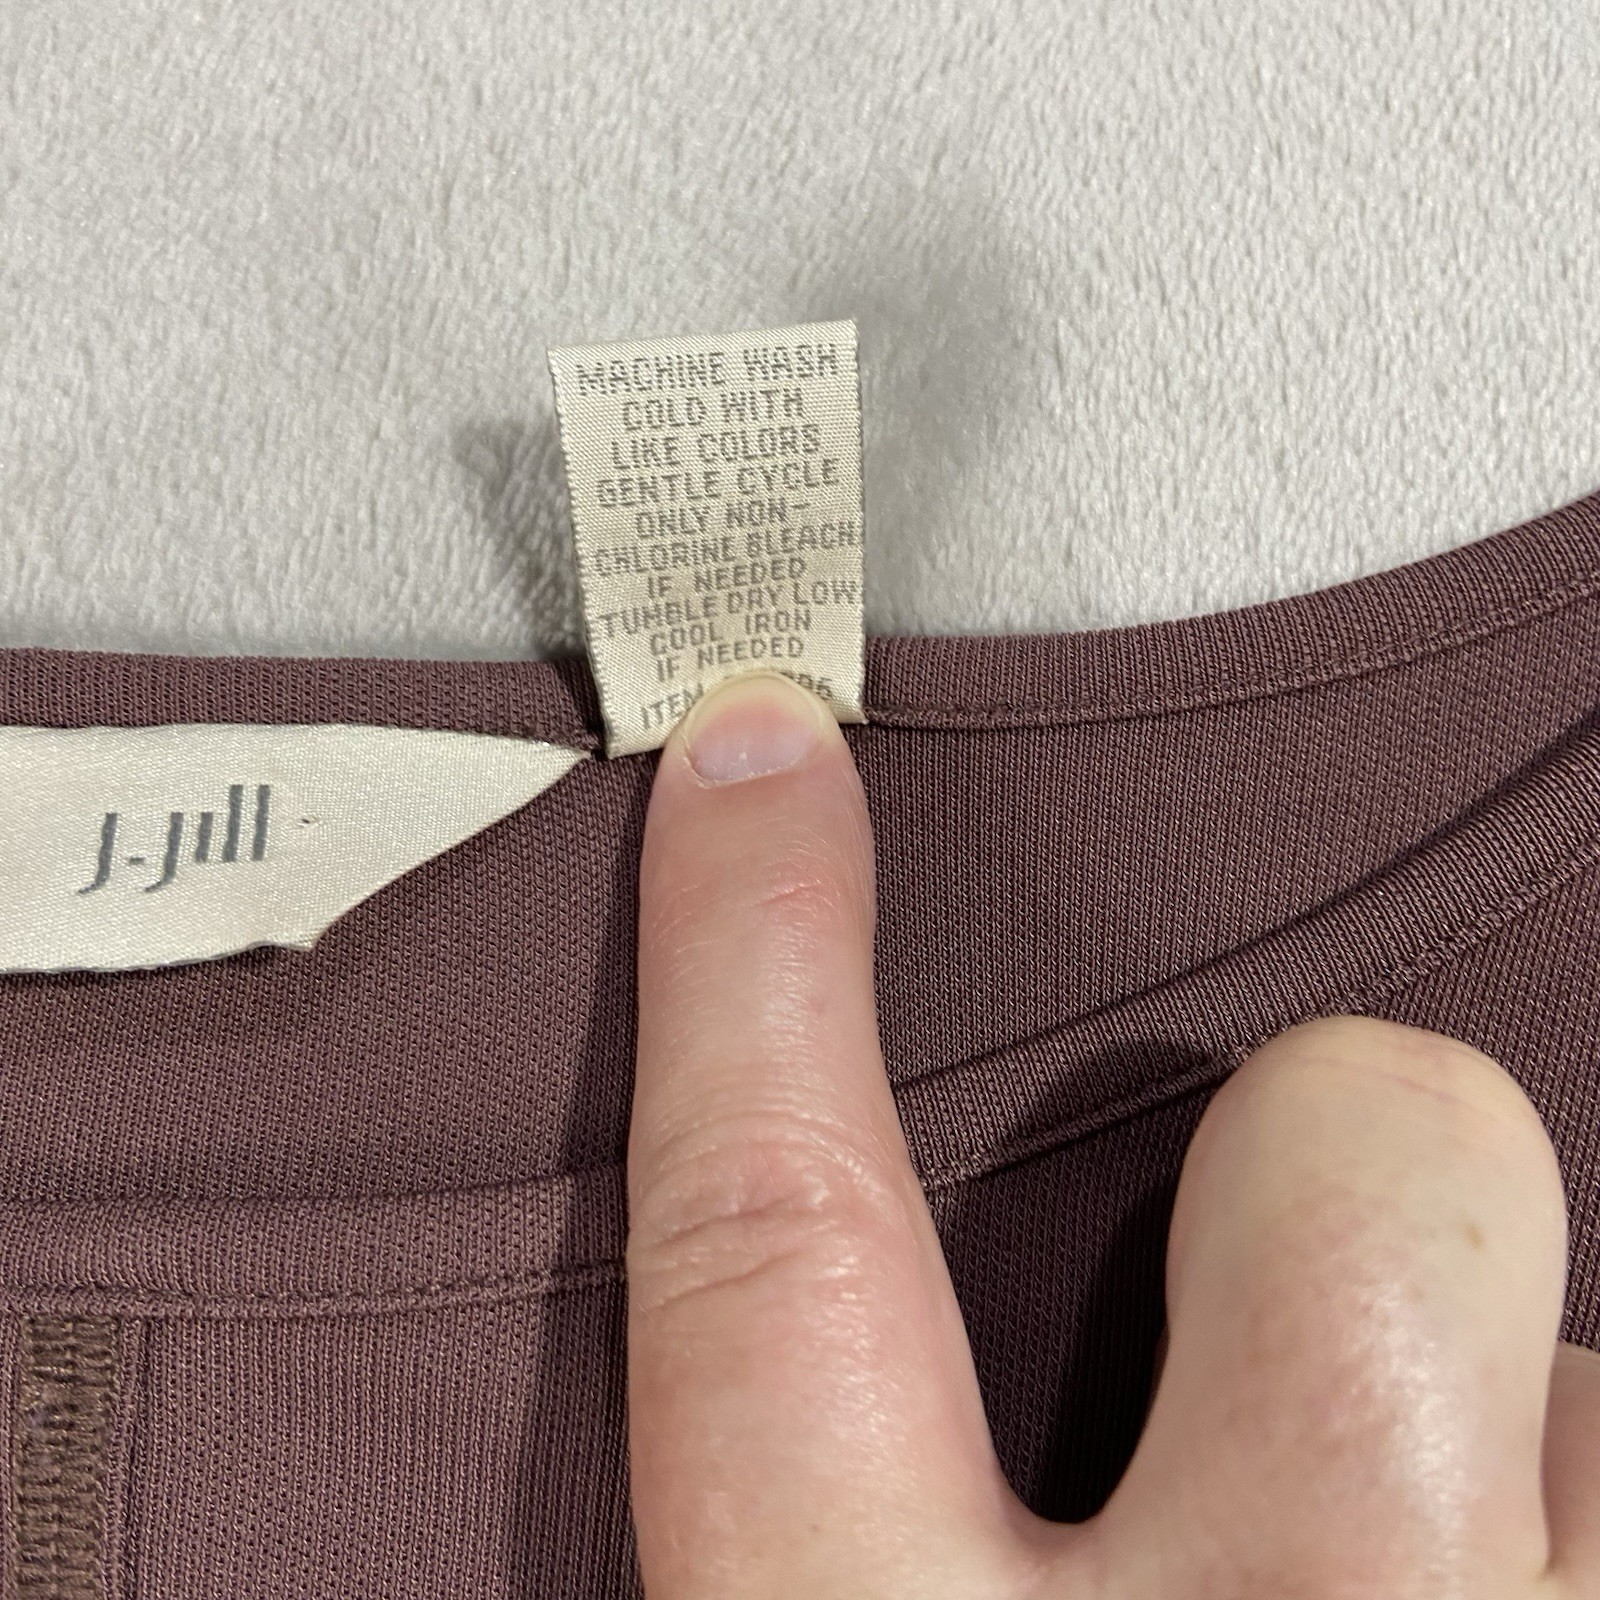 MACHINE WASH
COLD WITH
LIKE COLORS
GENTLE CYCLE
ONLY NON-
CHLORINE BLEACH
IF NEEDED
TUMBLE DRY LOW
COOL IRON
IF NEEDED
ITEM
J.Jill